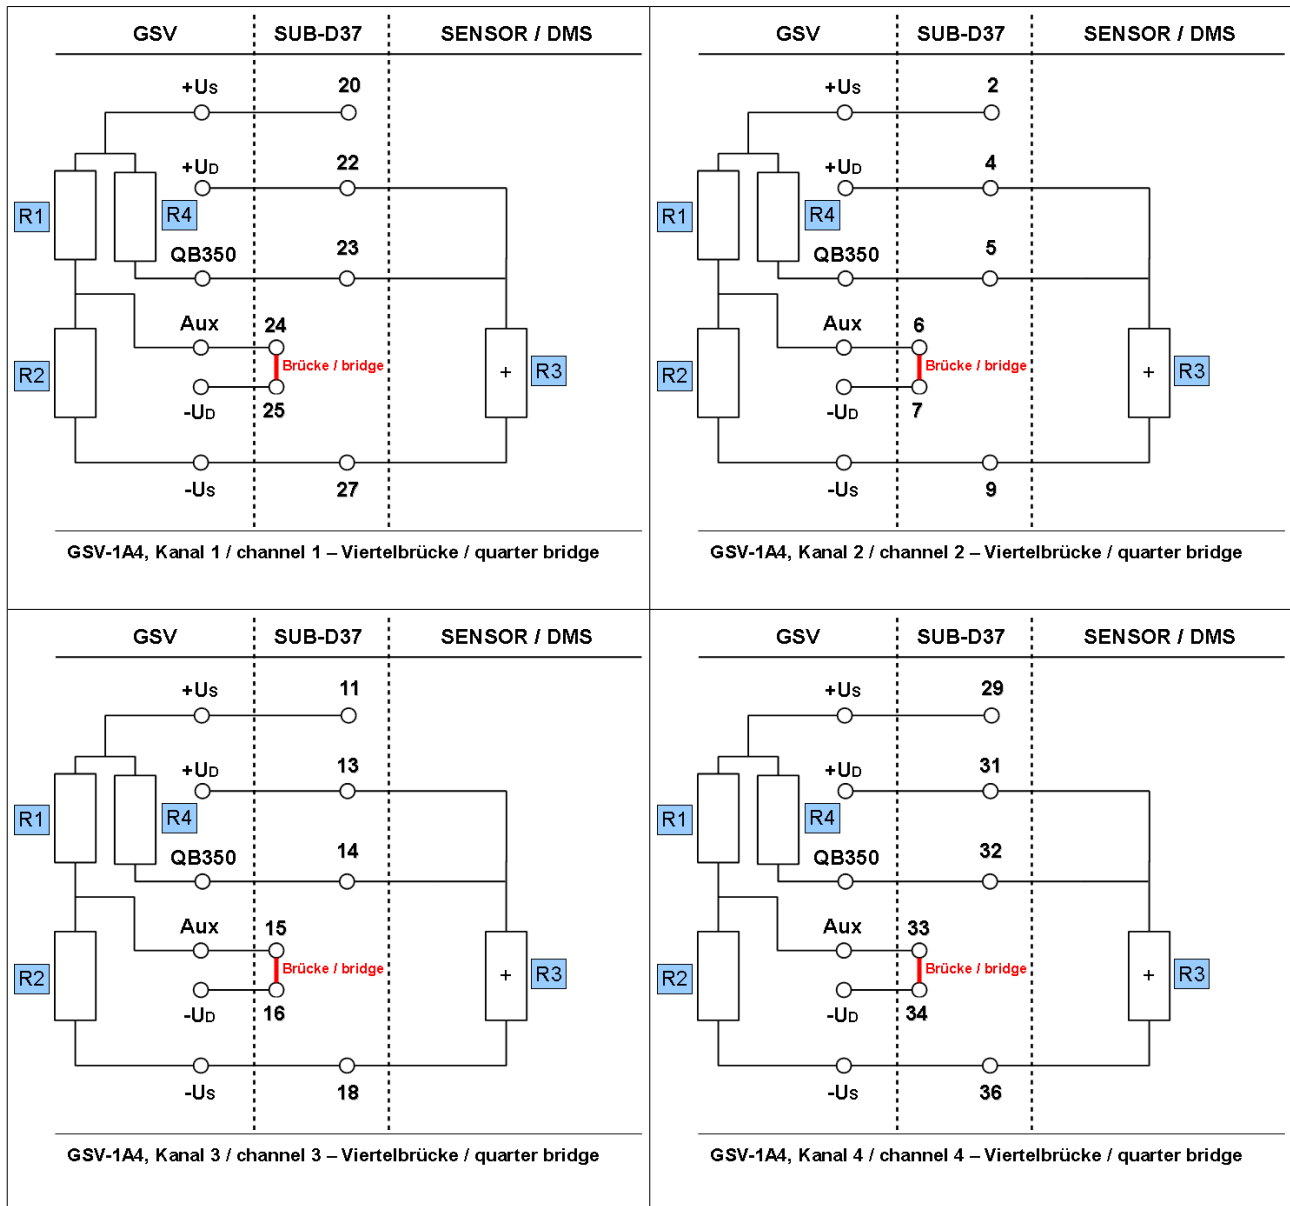 GSV SUB-D37 SENSOR / DMS
+Us 20
+UD 22
R1 R4
QB350 23
Aux 24
Brücke / bridge
R2 + R3
-UD 25
-Us 27
GSV-1A4, Kanal 1 / channel 1 – Viertelbrücke / quarter bridge
GSV SUB-D37 SENSOR / DMS
+Us 2
+UD 4
R1 R4
QB350 5
Aux 6
Brücke / bridge
R2 + R3
-UD 7
-Us 9
GSV-1A4, Kanal 2 / channel 2 – Viertelbrücke / quarter bridge
GSV SUB-D37 SENSOR / DMS
+Us 11
+UD 13
R1 R4
QB350 14
Aux 15
Brücke / bridge
R2 + R3
-UD 16
-Us 18
GSV-1A4, Kanal 3 / channel 3 – Viertelbrücke / quarter bridge
GSV SUB-D37 SENSOR / DMS
+Us 29
+UD 31
R1 R4
QB350 32
Aux 33
Brücke / bridge
R2 + R3
-UD 34
-Us 36
GSV-1A4, Kanal 4 / channel 4 – Viertelbrücke / quarter bridge